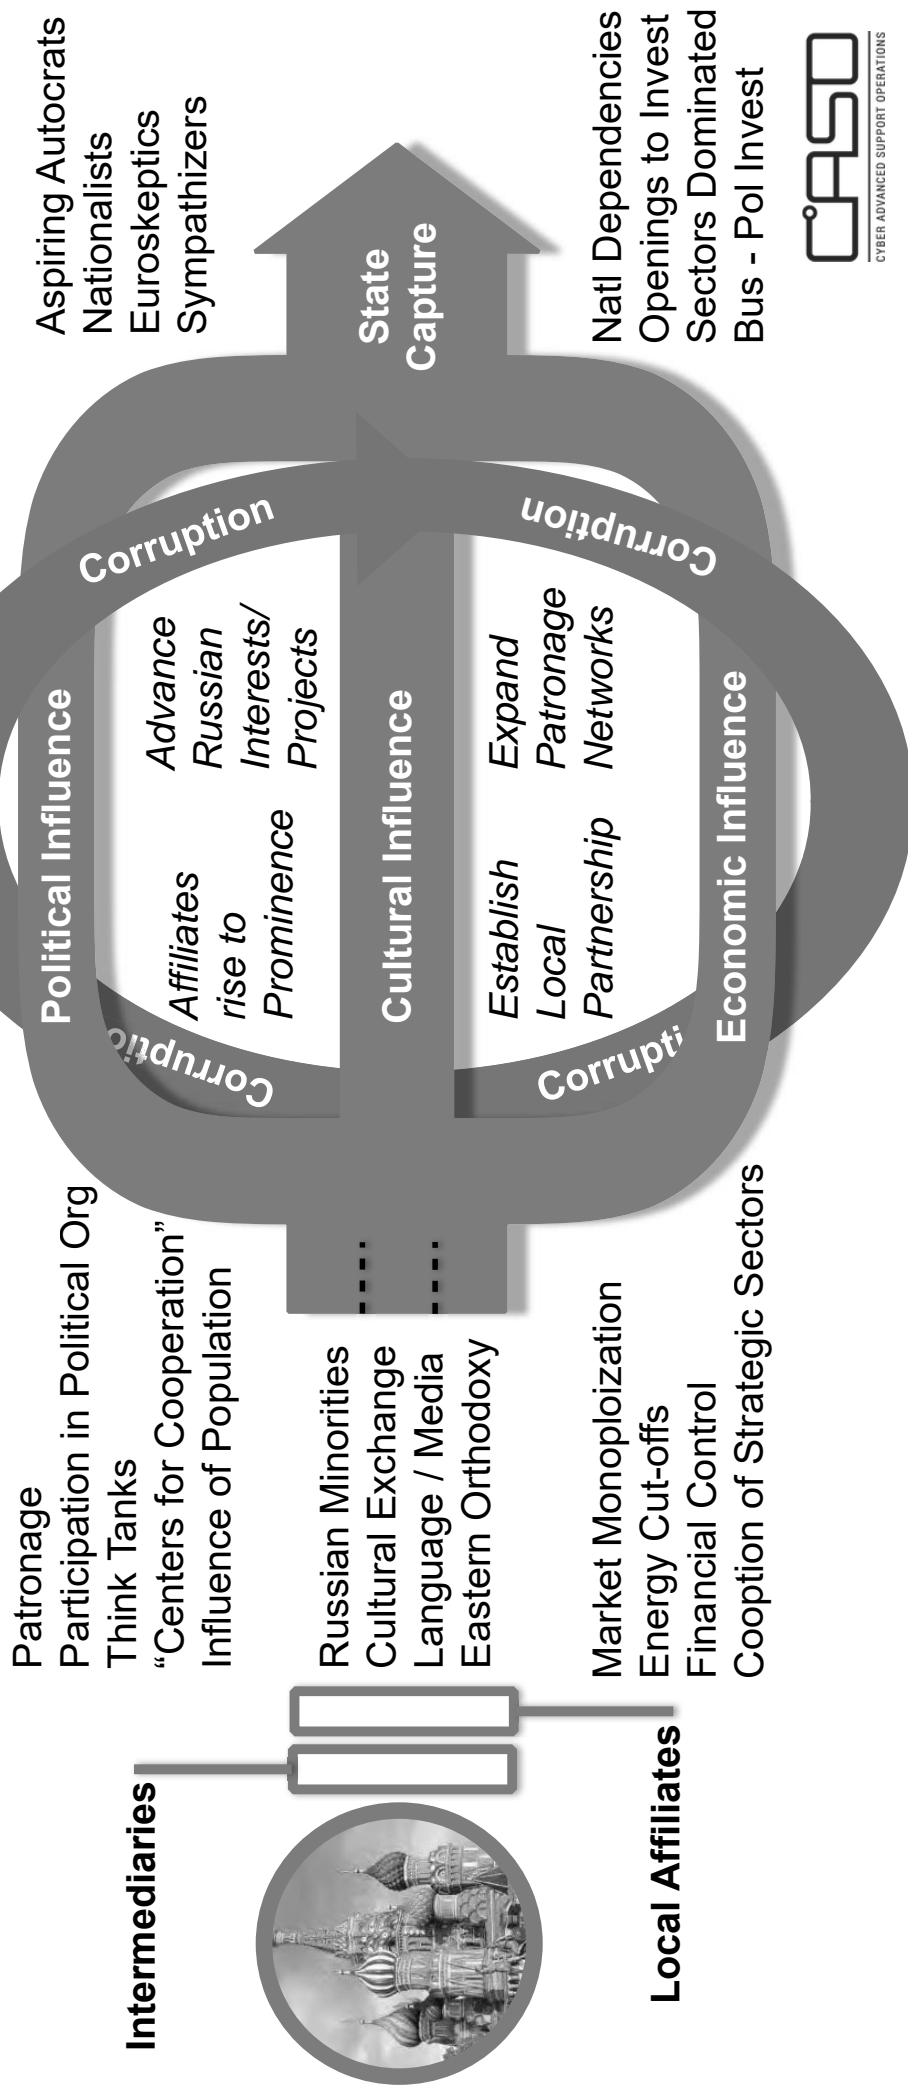 Intermediaries
Local Affiliates
Patronage
Participation in Political Org
Think Tanks
“Centers for Cooperation”
Influence of Population
Russian Minorities
Cultural Exchange
Language / Media
Eastern Orthodoxy
Market Monoploization
Energy Cut-offs
Financial Control
Cooption of Strategic Sectors
Political Influence
Corruptio
Corruption
Affiliates
rise to
Prominence
Advance
Russian
Interests/
Projects
Cultural Influence
Establish
Local
Partnership
Expand
Patronage
Networks
Corrupti
Corruption
Economic Influence
State
Capture
Aspiring Autocrats
Nationalists
Euroskeptics
Sympathizers
Natl Dependencies
Openings to Invest
Sectors Dominated
Bus - Pol Invest
CASO
CYBER ADVANCED SUPPORT OPERATIONS